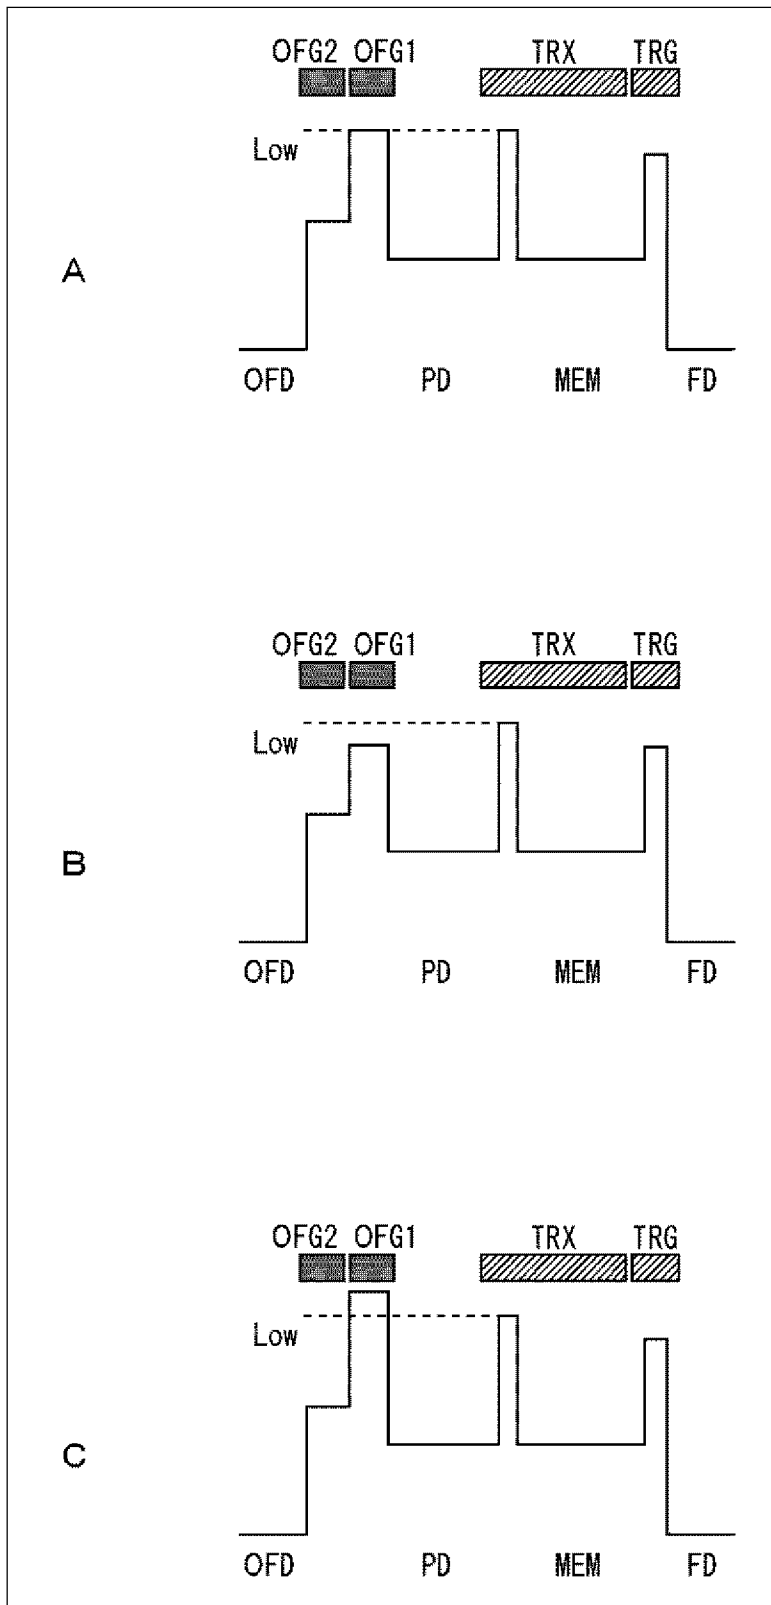 OFG2 OFG1 TRX TRG
Low
A
OFD PD MEM FD
OFG2 OFG1 TRX TRG
Low
B
OFD PD MEM FD
OFG2 OFG1 TRX TRG
Low
C
OFD PD MEM FD